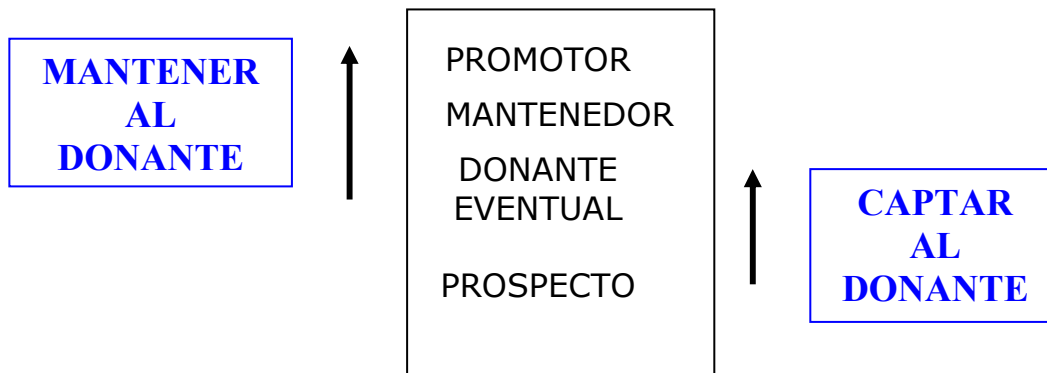 MANTENER
AL
DONANTE
PROMOTOR
MANTENEDOR
DONANTE
EVENTUAL
PROSPECTO
CAPTAR
AL
DONANTE